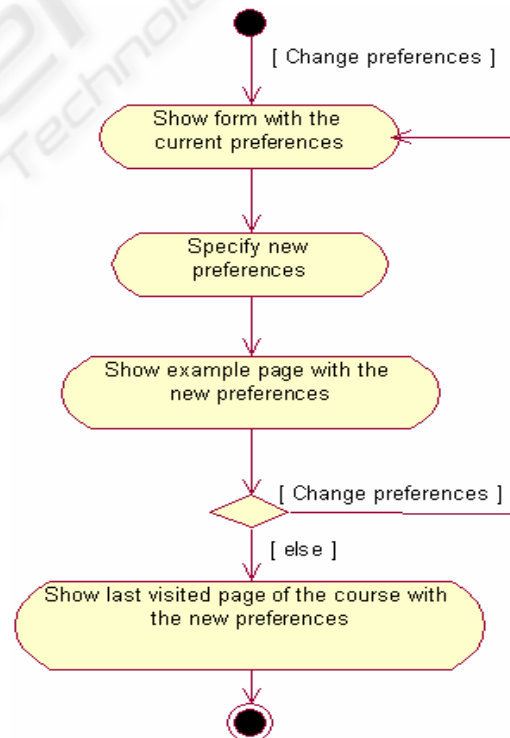 [ Change preferences ]
Show form with the
current preferences
Specify new
preferences
Show example page with the
new preferences
[ Change preferences ]
[ else ]
Show last visited page of the course with
the new preferences